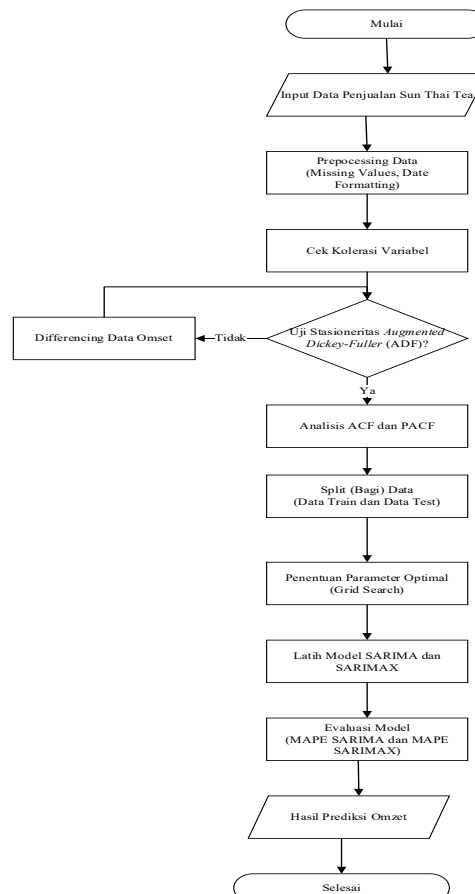 Mulai
Input Data Penjualan Sun Thai Tea
Prepocessing Data
(Missing Values, Date
Formatting)
Cek Kolerasi Variabel
Uji Stasioneritas Augmented
Dickey-Fuller (ADF)?
Tidak
Differencing Data Omset
Ya
Analisis ACF dan PACF
Split (Bagi) Data
(Data Train dan Data Test)
Penentuan Parameter Optimal
(Grid Search)
Latih Model SARIMA dan
SARIMAX
Evaluasi Model
(MAPE SARIMA dan MAPE
SARIMAX)
Hasil Prediksi Omzet
Selesai